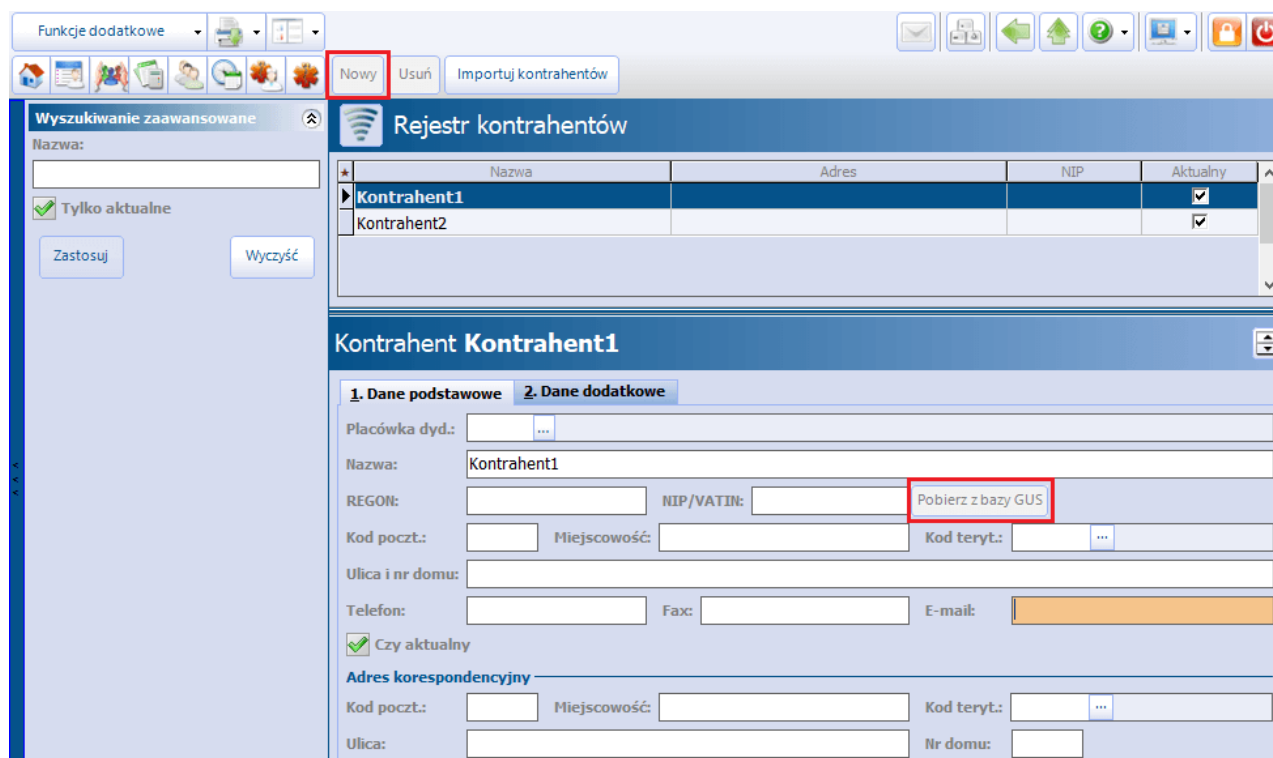 Funkcje dodatkowe
Nowy Usuń Importuj kontrahentów
Wyszukiwanie zaawansowane
Nazwa:
Tylko aktualne
Zastosuj Wyczyść
Rejestr kontrahentów
Nazwa Adres NIP Aktualny
Kontrahent1
Kontrahent2
Kontrahent Kontrahent1
1. Dane podstawowe 2. Dane dodatkowe
Placówka dyd.: ...
Nazwa: Kontrahent1
REGON: NIP/VATIN: Pobierz z bazy GUS
Kod poczt.: Miejscowość: Kod teryt.: ...
Ulica i nr domu:
Telefon: Fax: E-mail:
Czy aktualny
Adres korespondencyjny
Kod poczt.: Miejscowość: Kod teryt.: ...
Ulica: Nr domu: